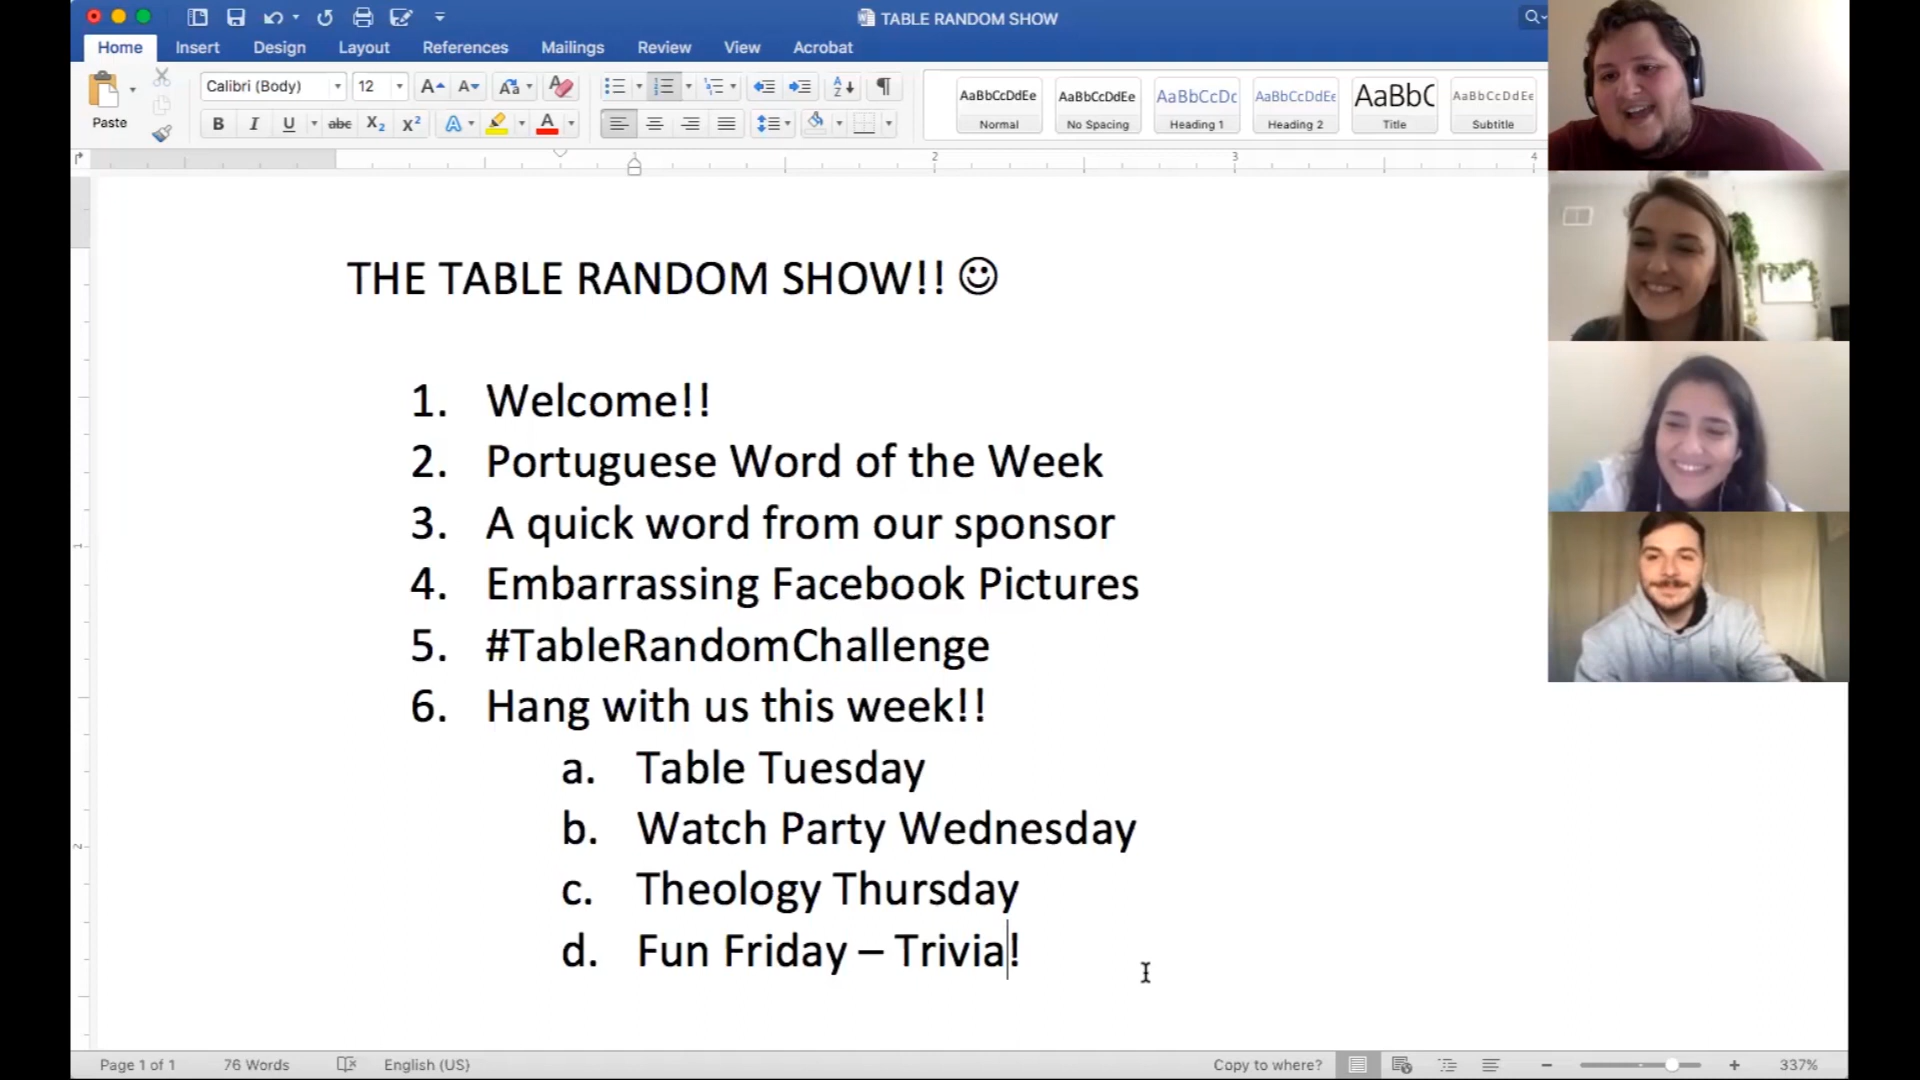 TABLE RANDOM SHOW
Home Insert Design Layout References Mailings Review View Acrobat
Paste
Calibri (Body) 12
AaBbCcDdEe AaBbCcDdEe AaBbCcDc AaBbCcDdEe AaBbC AaBbCcDdEe
Normal No Spacing Heading 1 Heading 2 Title Subtitle
1 2 3 4
THE TABLE RANDOM SHOW!! ☺
1. Welcome!!
2. Portuguese Word of the Week
3. A quick word from our sponsor
4. Embarrassing Facebook Pictures
5. #TableRandomChallenge
6. Hang with us this week!!
a. Table Tuesday
b. Watch Party Wednesday
c. Theology Thursday
d. Fun Friday – Trivia!
Page 1 of 1 76 Words English (US) Copy to where? 337%